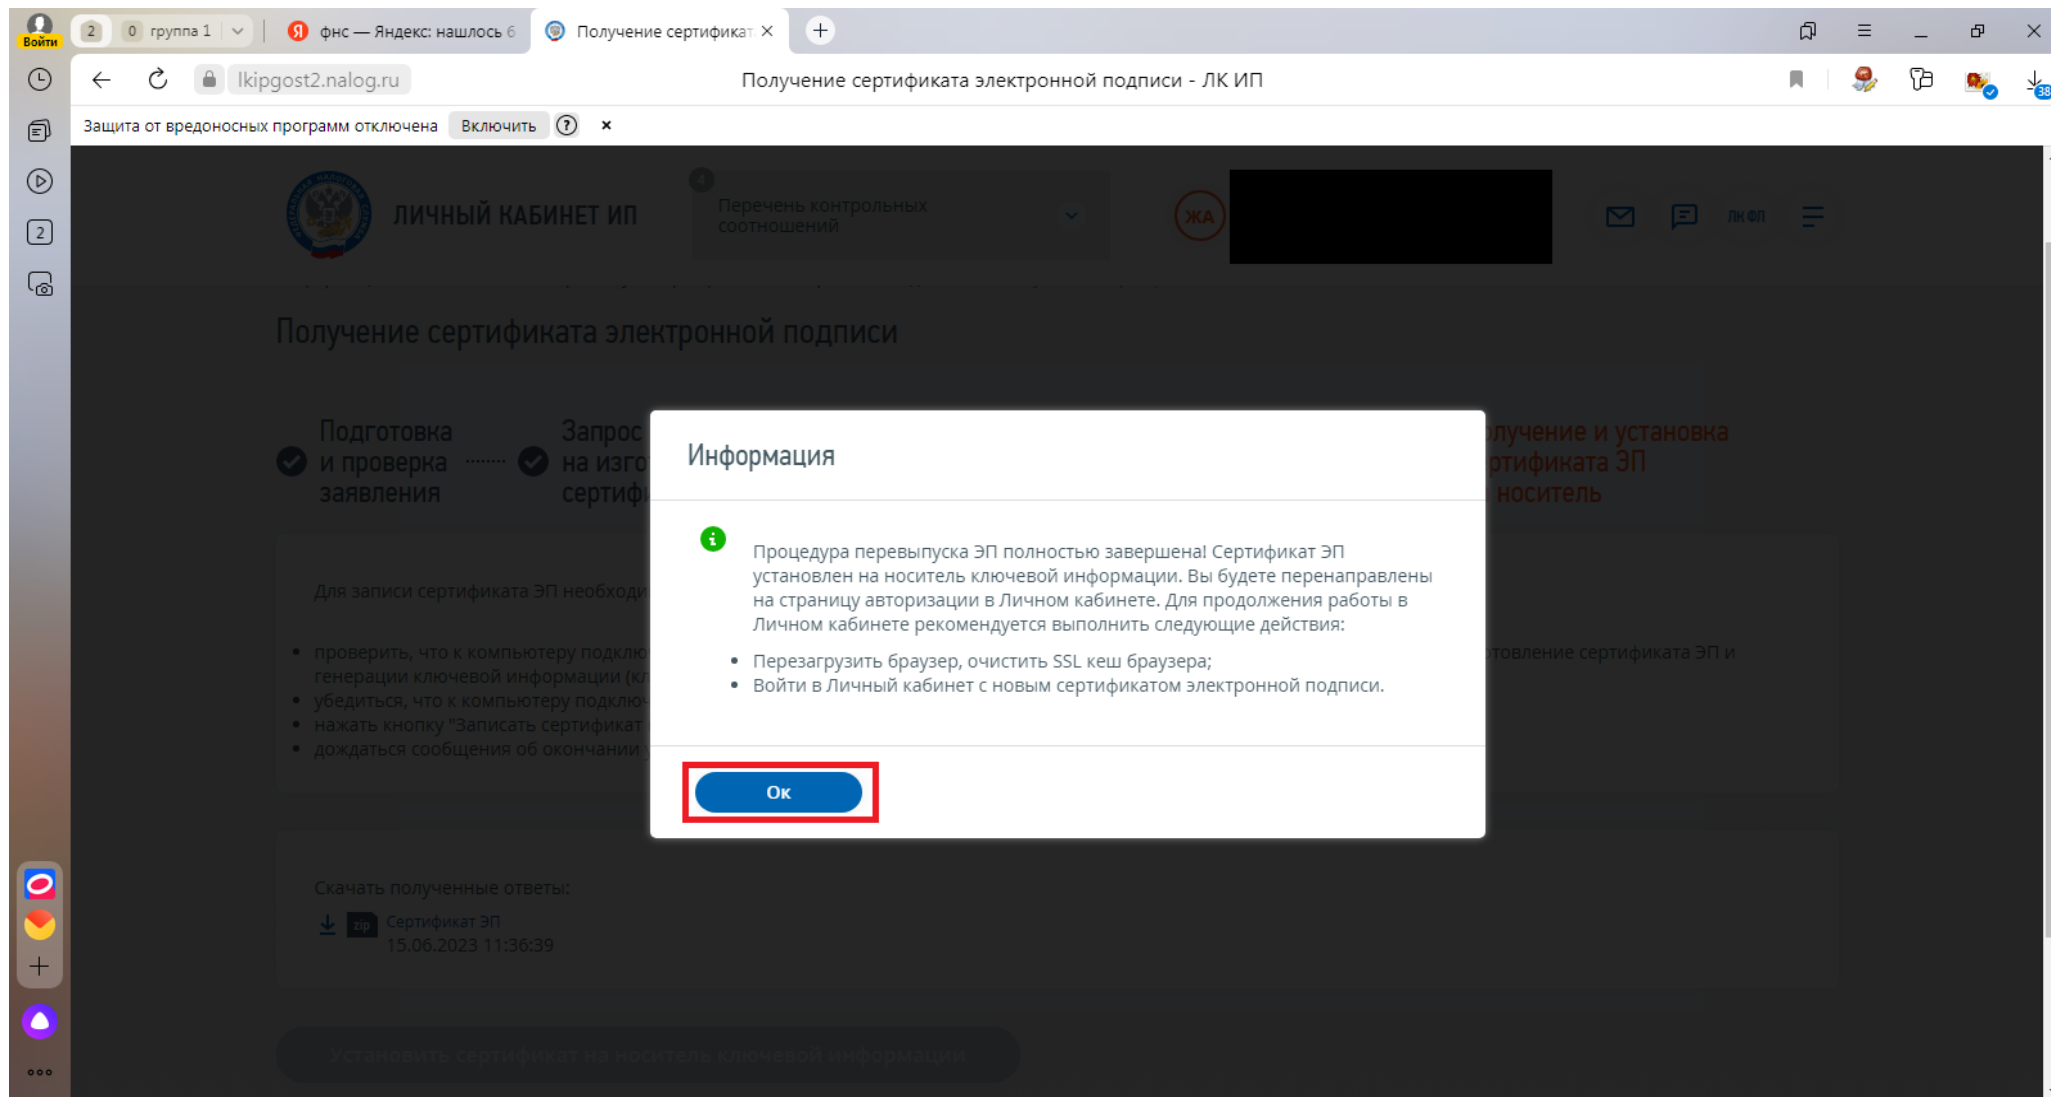 Войти
2
0 группа 1
фнс — Яндекс: нашлось 6
Получение сертификат
lkipgost2.nalog.ru
Получение сертификата электронной подписи - ЛК ИП
38
Защита от вредоносных программ отключена
Включить
2
ЛИЧНЫЙ КАБИНЕТ ИП
4
Перечень контрольных
соотношений
ЖА
ЛК ФЛ
Получение сертификата электронной подписи
Подготовка
и проверка
заявления
Запрос
на изго
сертифи
олучение и установка
ртификата ЭП
носитель
Информация
Процедура перевыпуска ЭП полностью завершена! Сертификат ЭП
установлен на носитель ключевой информации. Вы будете перенаправлены
на страницу авторизации в Личном кабинете. Для продолжения работы в
Личном кабинете рекомендуется выполнить следующие действия:
Перезагрузить браузер, очистить SSL кеш браузера;
Войти в Личный кабинет с новым сертификатом электронной подписи.
Ок
Для записи сертификата ЭП необходи
проверить, что к компьютеру подклю
товление сертификата ЭП и
генерации ключевой информации (кл
убедиться, что к компьютеру подключ
нажать кнопку "Записать сертификат
дождаться сообщения об окончании
Скачать полученные ответы:
zip
Сертификат ЭП
15.06.2023 11:36:39
Установить сертификат на носитель ключевой информации